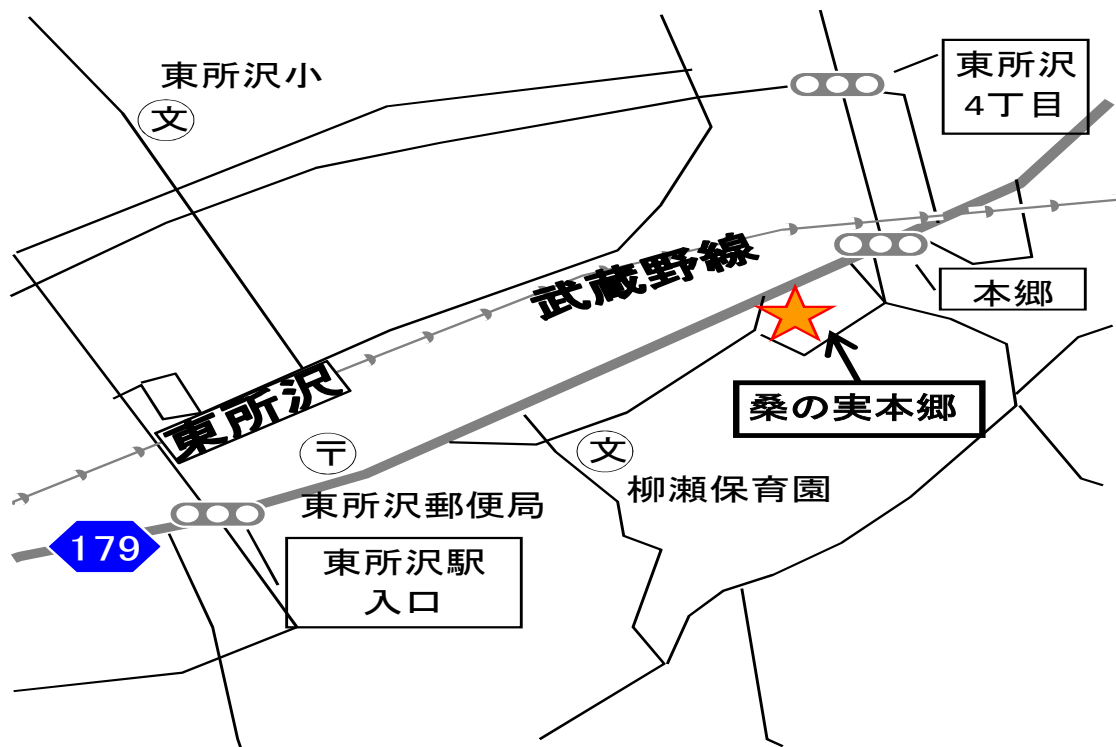 東所沢小
文
東所沢
4丁目
武蔵野線
本郷
東所沢
桑の実本郷
〒
文
柳瀬保育園
東所沢郵便局
179
東所沢駅
入口